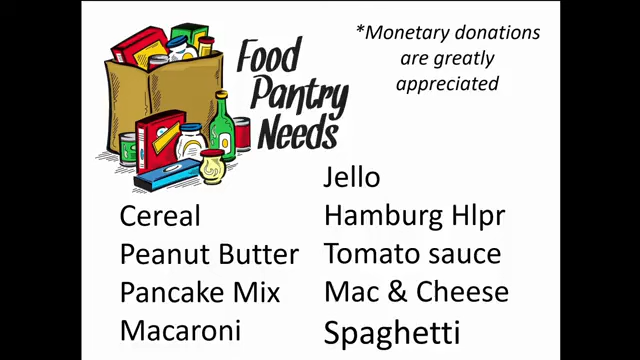 Food
Pantry
Needs
*Monetary donations
are greatly
appreciated
Cereal
Peanut Butter
Pancake Mix
Macaroni
Jello
Hamburg Hlpr
Tomato sauce
Mac & Cheese
Spaghetti